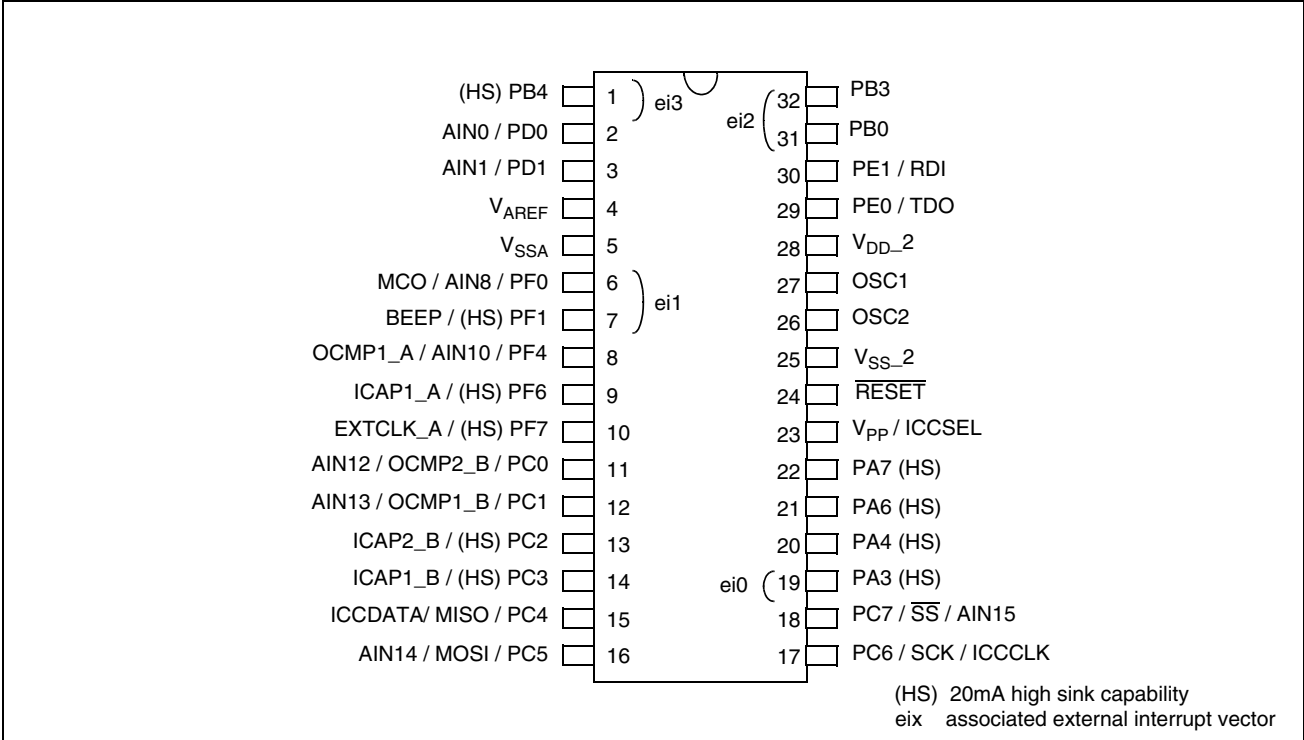 (HS) PB4 1 ei3 ei2 32 PB3
AIN0 / PD0 2 31 PB0
AIN1 / PD1 3 30 PE1 / RDI
VAREF 4 29 PE0 / TDO
VSSA 5 28 VDD_2
MCO / AIN8 / PF0 6 ei1 27 OSC1
BEEP / (HS) PF1 7 26 OSC2
OCMP1_A / AIN10 / PF4 8 25 VSS_2
ICAP1_A / (HS) PF6 9 24 RESET
EXTCLK_A / (HS) PF7 10 23 VPP / ICCSEL
AIN12 / OCMP2_B / PC0 11 22 PA7 (HS)
AIN13 / OCMP1_B / PC1 12 21 PA6 (HS)
ICAP2_B / (HS) PC2 13 20 PA4 (HS)
ICAP1_B / (HS) PC3 14 ei0 19 PA3 (HS)
ICCDATA/ MISO / PC4 15 18 PC7 / SS / AIN15
AIN14 / MOSI / PC5 16 17 PC6 / SCK / ICCCLK
(HS) 20mA high sink capability
eix associated external interrupt vector